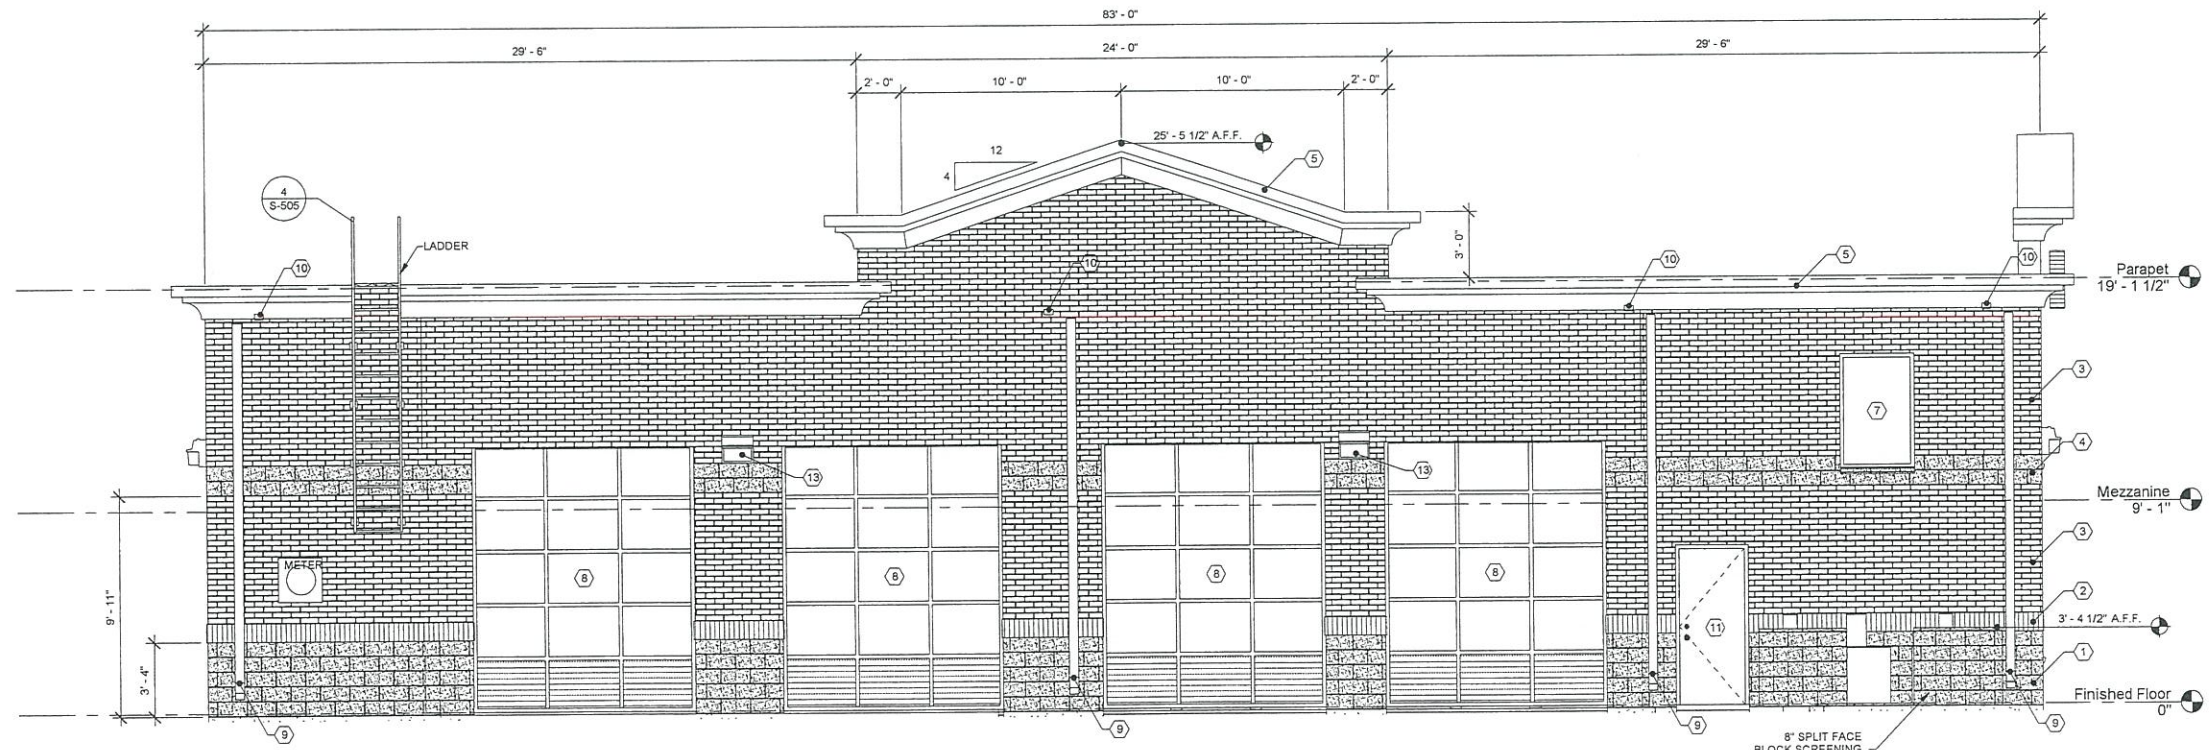 83' - 0"
29' - 6"
24' - 0"
29' - 6"
2' - 0"
10' - 0"
10' - 0"
2' - 0"
25' - 5 1/2" A.F.F.
12
4
5
4
S-505
LADDER
3' - 0"
10
10
10
5
10
Parapet
19' - 1 1/2"
3
7
4
13
13
Mezzanine
9' - 1"
3
METER
8
8
8
8
9' - 11"
2
11
3' - 4 1/2" A.F.F.
1
3' - 4"
Finished Floor
0"
9
9
9
9
8" SPLIT FACE
BLOCK SCREENING